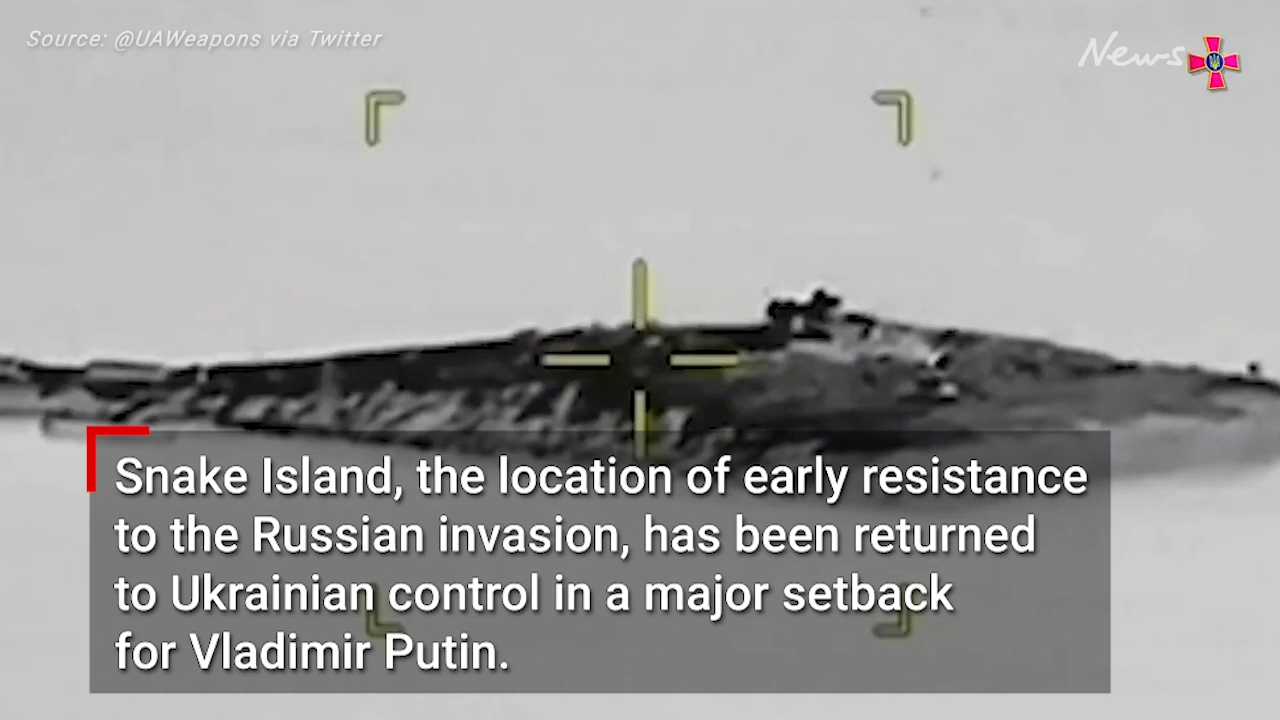 Source: @UAWeapons via Twitter
News
Snake Island, the location of early resistance
to the Russian invasion, has been returned
to Ukrainian control in a major setback
for Vladimir Putin.